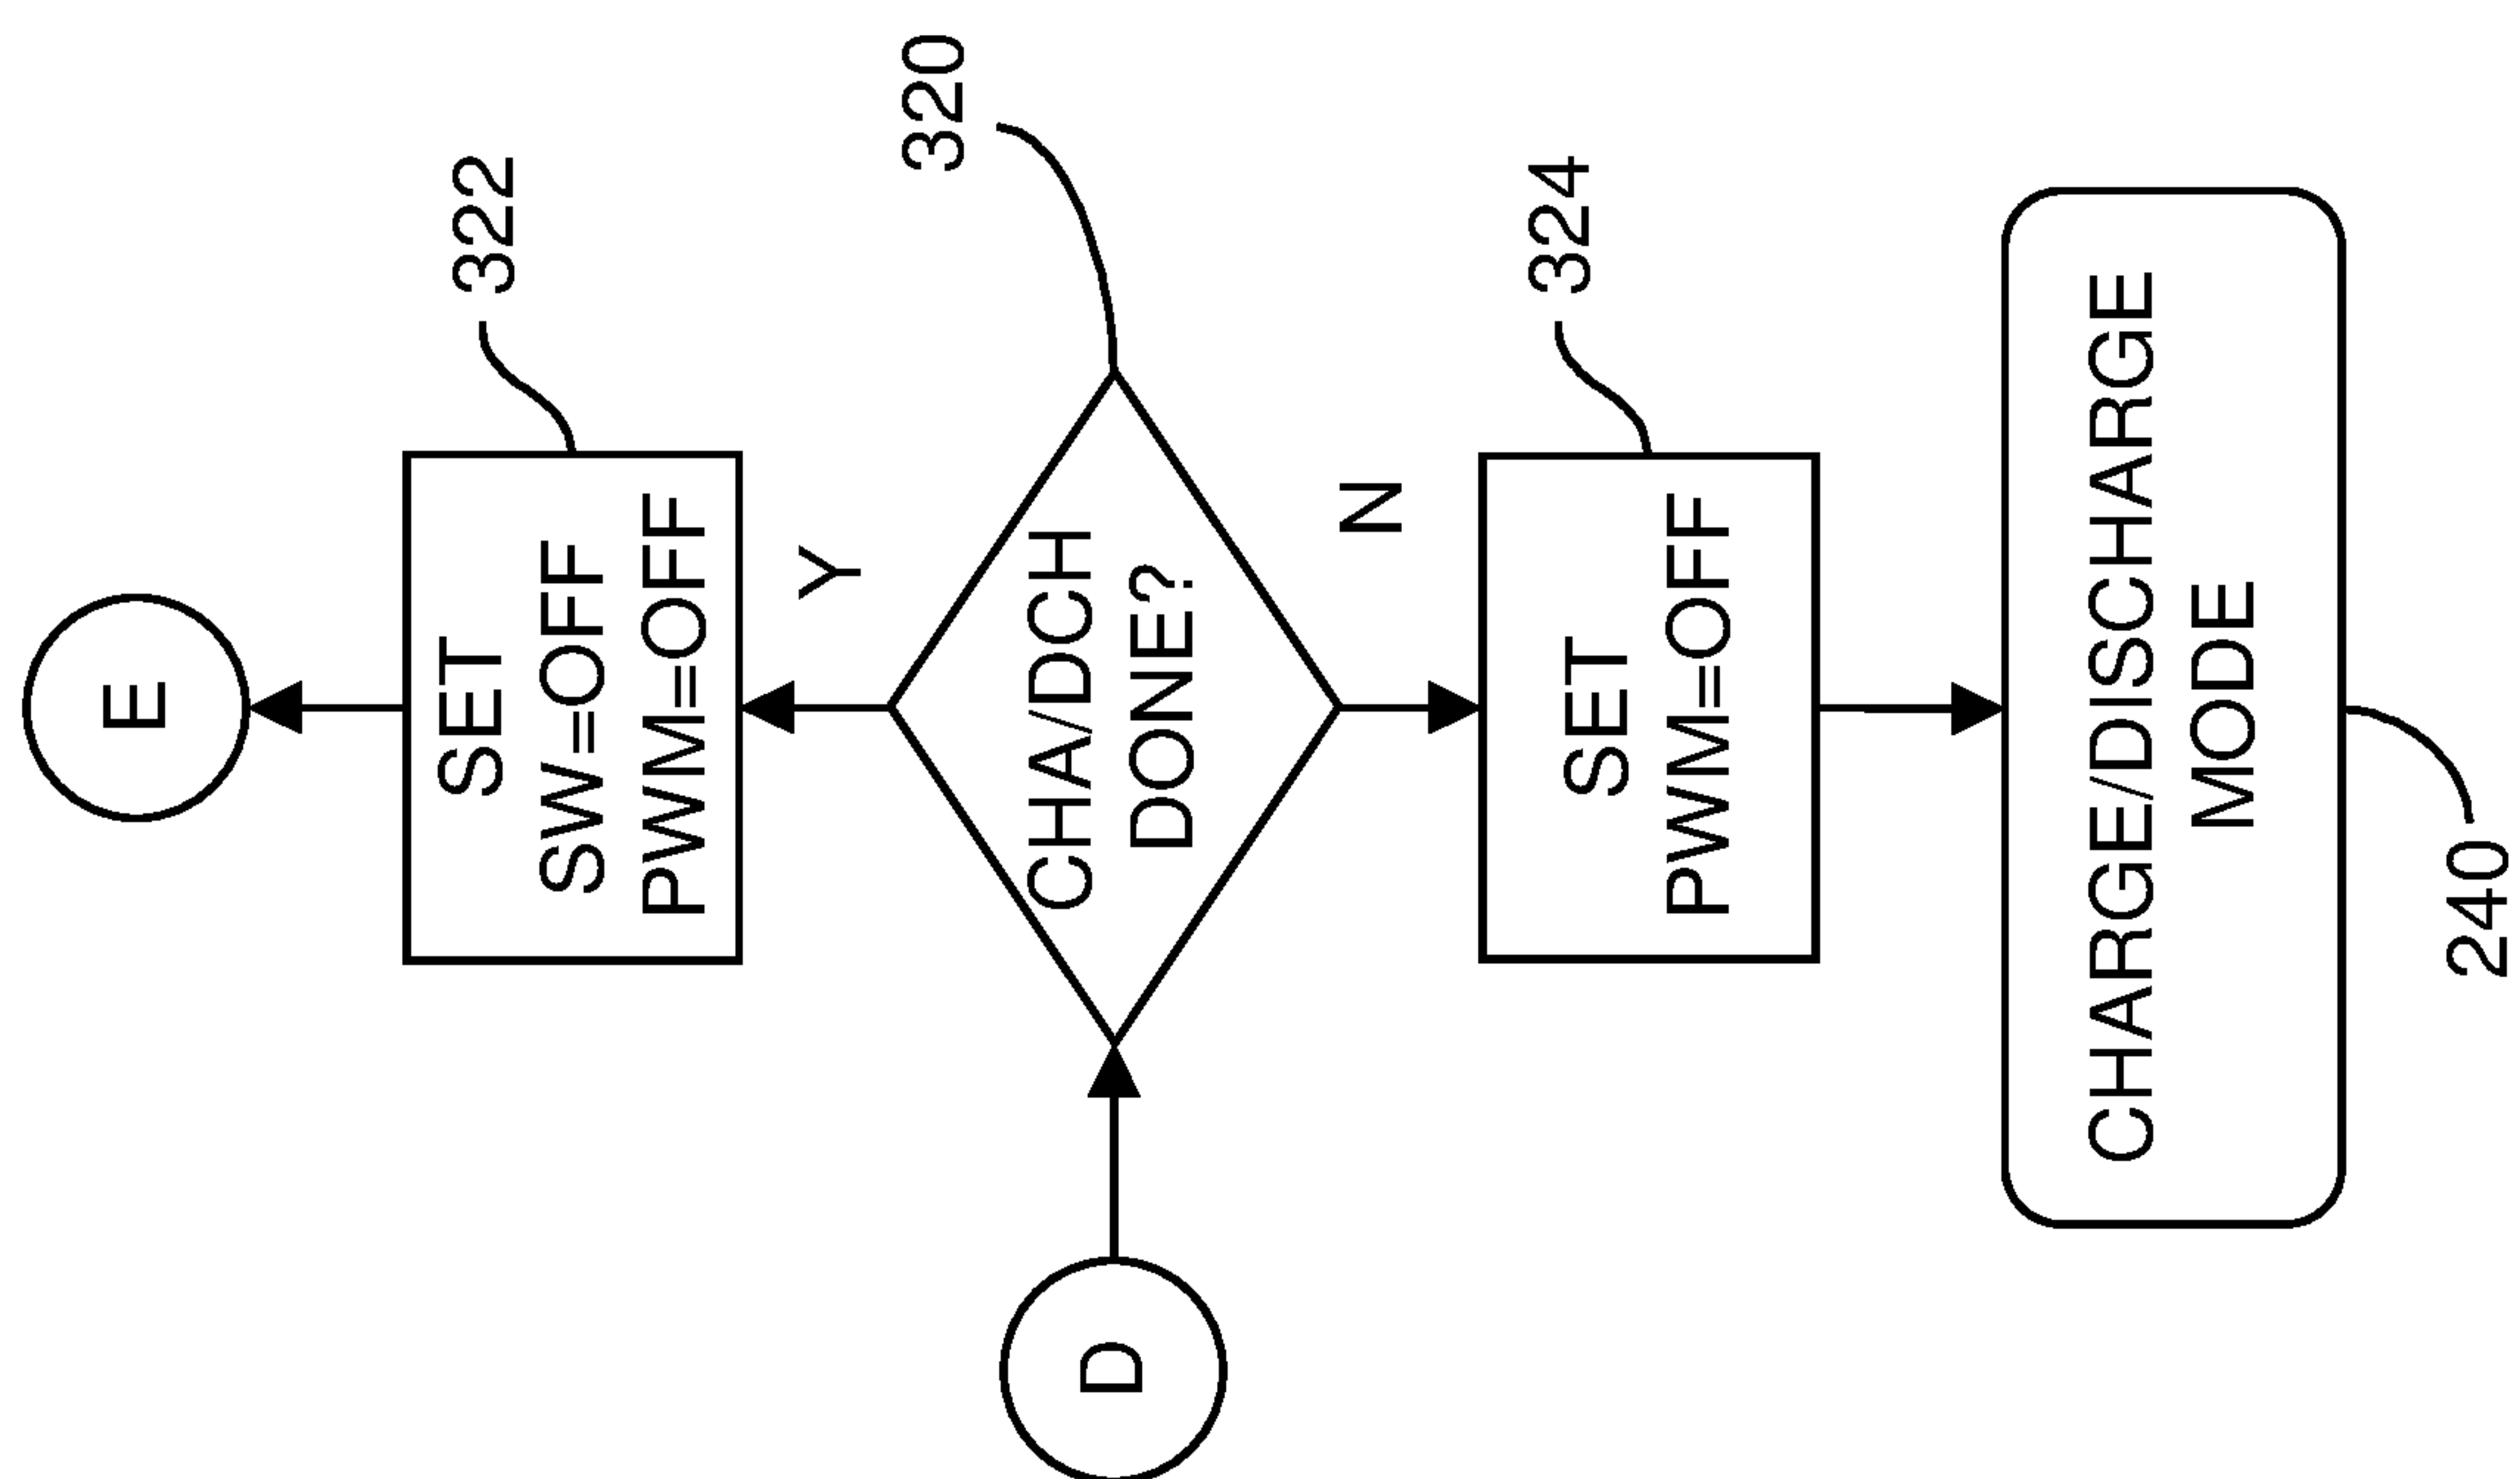 E
322
SET
SW=OFF
PWM=OFF
Y
320
CHA/DCH
DONE?
D
N
324
SET
PWM=OFF
CHARGE/DISCHARGE
MODE
240